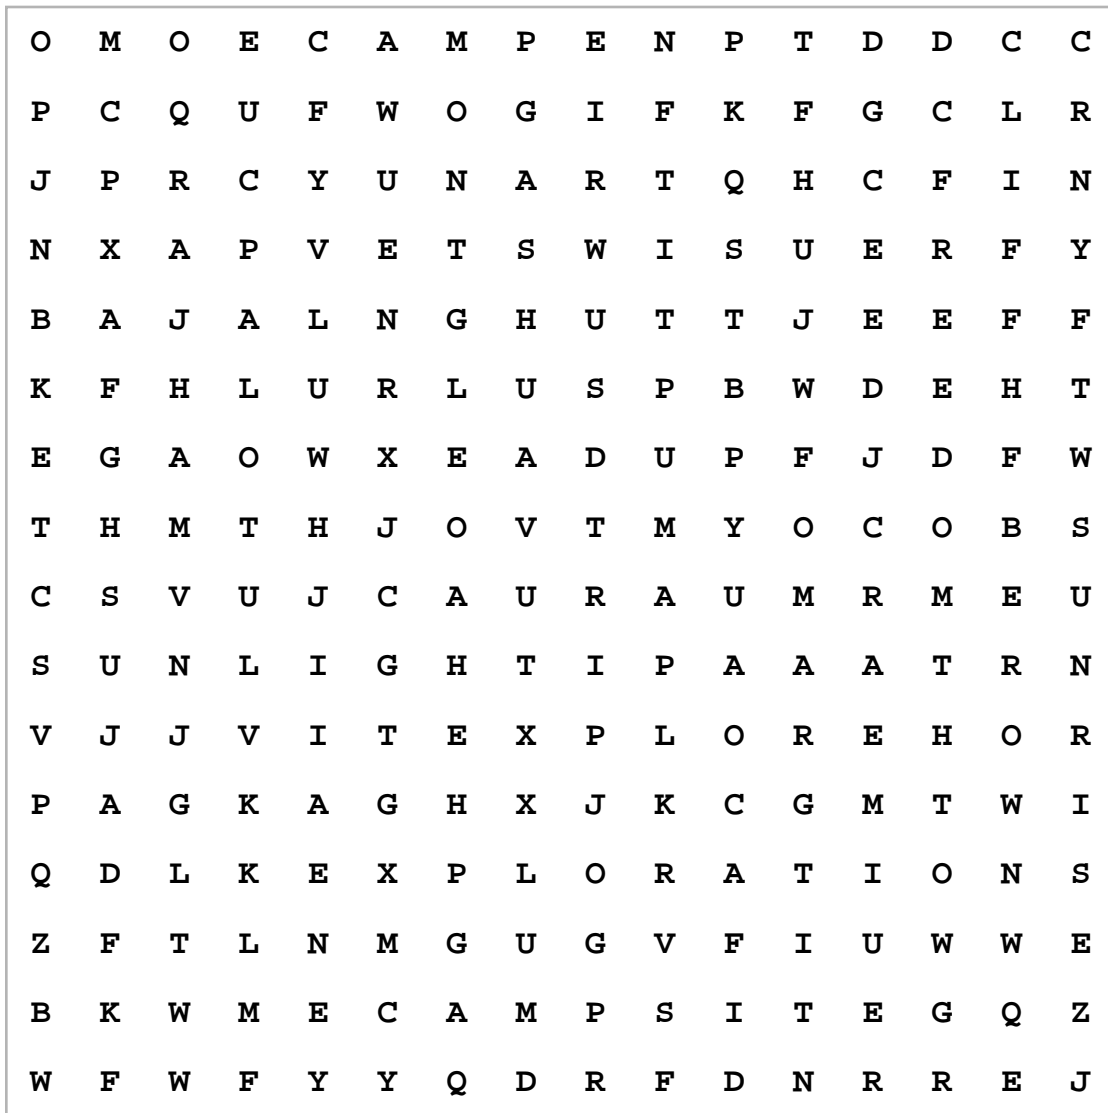 O M O E C A M P E N P T D D C C
P C Q U F W O G I F K F G C L R
J P R C Y U N A R T Q H C F I N
N X A P V E T S W I S U E R F Y
B A J A L N G H U T T J E E F F
K F H L U R L U S P B W D E H T
E G A O W X E A D U P F J D F W
T H M T H J O V T M Y O C O B S
C S V U J C A U R A U M R M E U
S U N L I G H T I P A A A T R N
V J J V I T E X P L O R E H O R
P A G K A G H X J K C G M T W I
Q D L K E X P L O R A T I O N S
Z F T L N M G U G V F I U W W E
B K W M E C A M P S I T E G Q Z
W F W F Y Y Q D R F D N R R E J